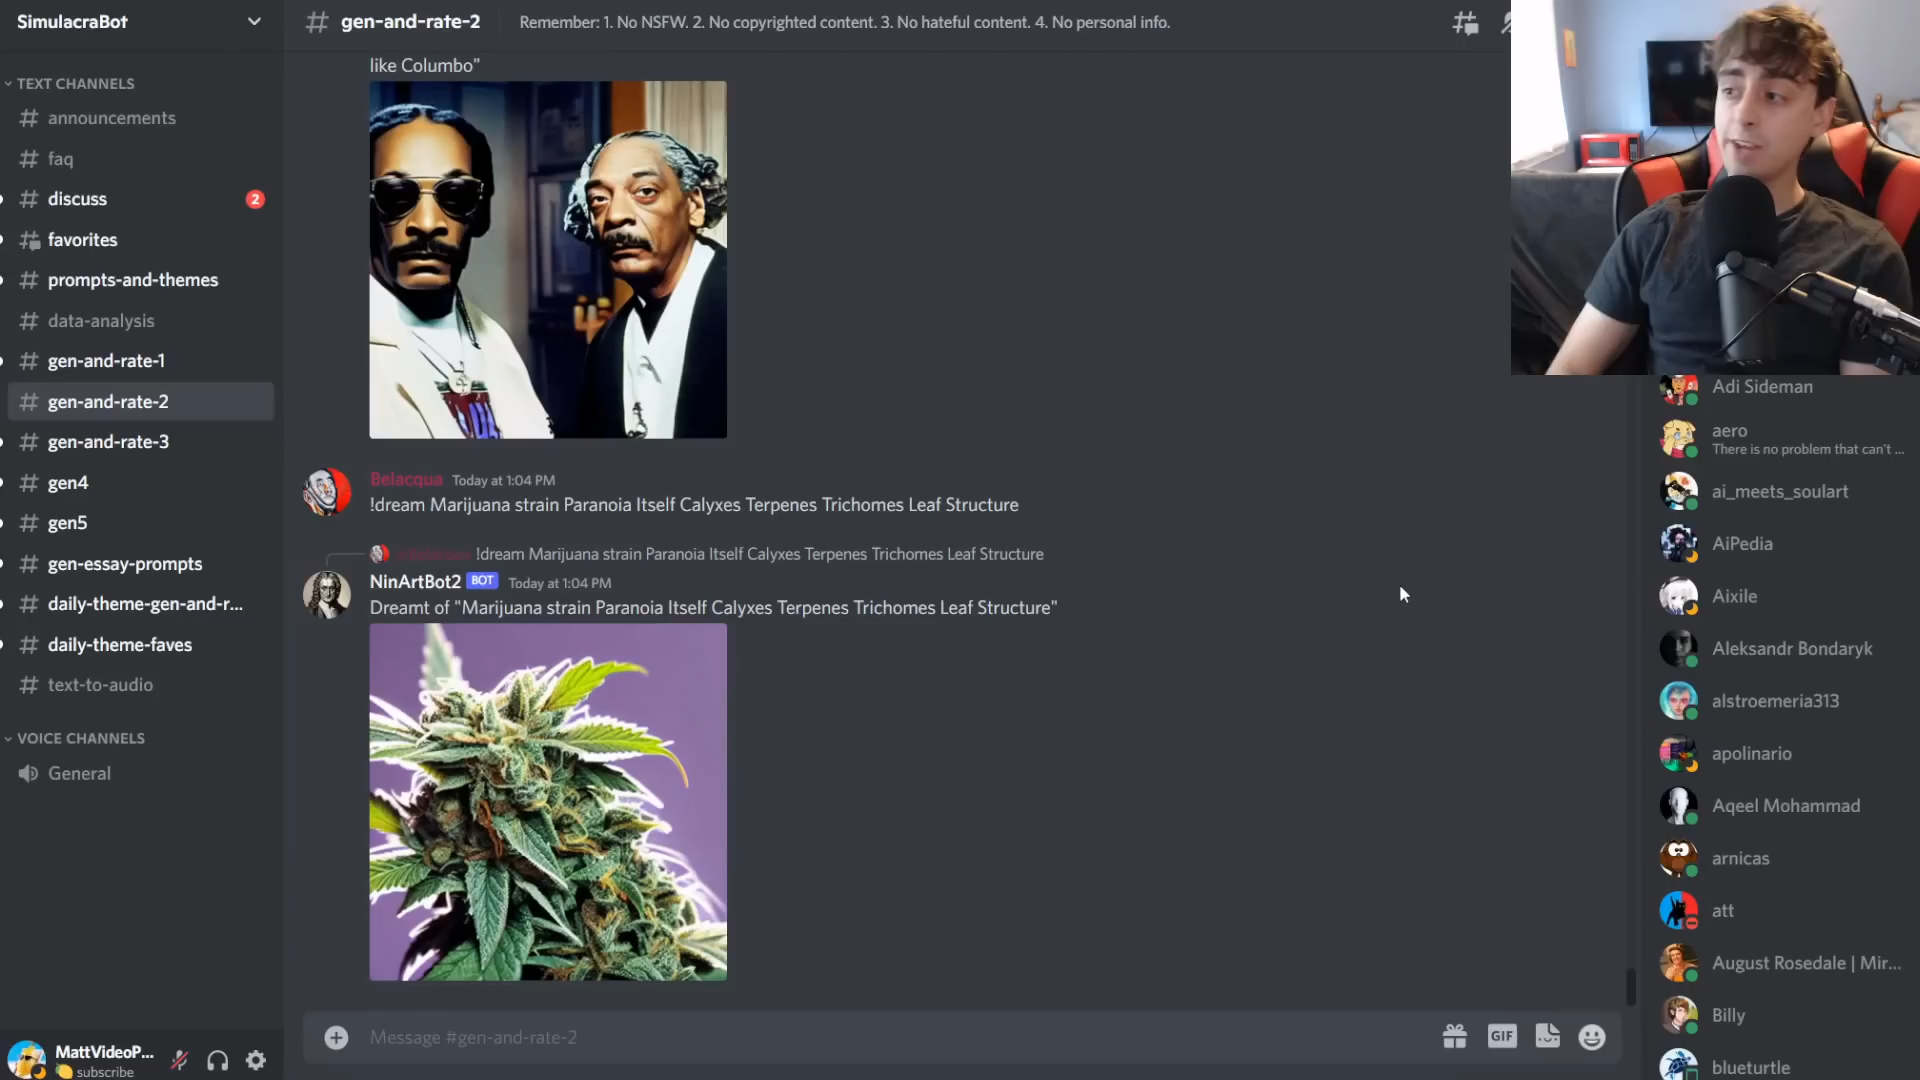 SimulacraBot
TEXT CHANNELS
announcements
faq
discuss
2
favorites
prompts-and-themes
data-analysis
gen-and-rate-1
gen-and-rate-2
gen-and-rate-3
gen4
gen5
gen-essay-prompts
daily-theme-gen-and-r...
daily-theme-faves
text-to-audio
VOICE CHANNELS
General
MattVideoP...
subscribe
gen-and-rate-2
Remember: 1. No NSFW. 2. No copyrighted content. 3. No hateful content. 4. No personal info.
like Columbo"
Belacqua Today at 1:04 PM
!dream Marijuana strain Paranoia Itself Calyxes Terpenes Trichomes Leaf Structure
!dream Marijuana strain Paranoia Itself Calyxes Terpenes Trichomes Leaf Structure
NinArtBot2 BOT Today at 1:04 PM
Dreamt of "Marijuana strain Paranoia Itself Calyxes Terpenes Trichomes Leaf Structure"
Message #gen-and-rate-2
GIF
Adi Sideman
aero
There is no problem that can't ...
ai_meets_soulart
AiPedia
Aixile
Aleksandr Bondaryk
alstroemeria313
apolinario
Aqeel Mohammad
arnicas
att
August Rosedale | Mir...
Billy
blueturtle